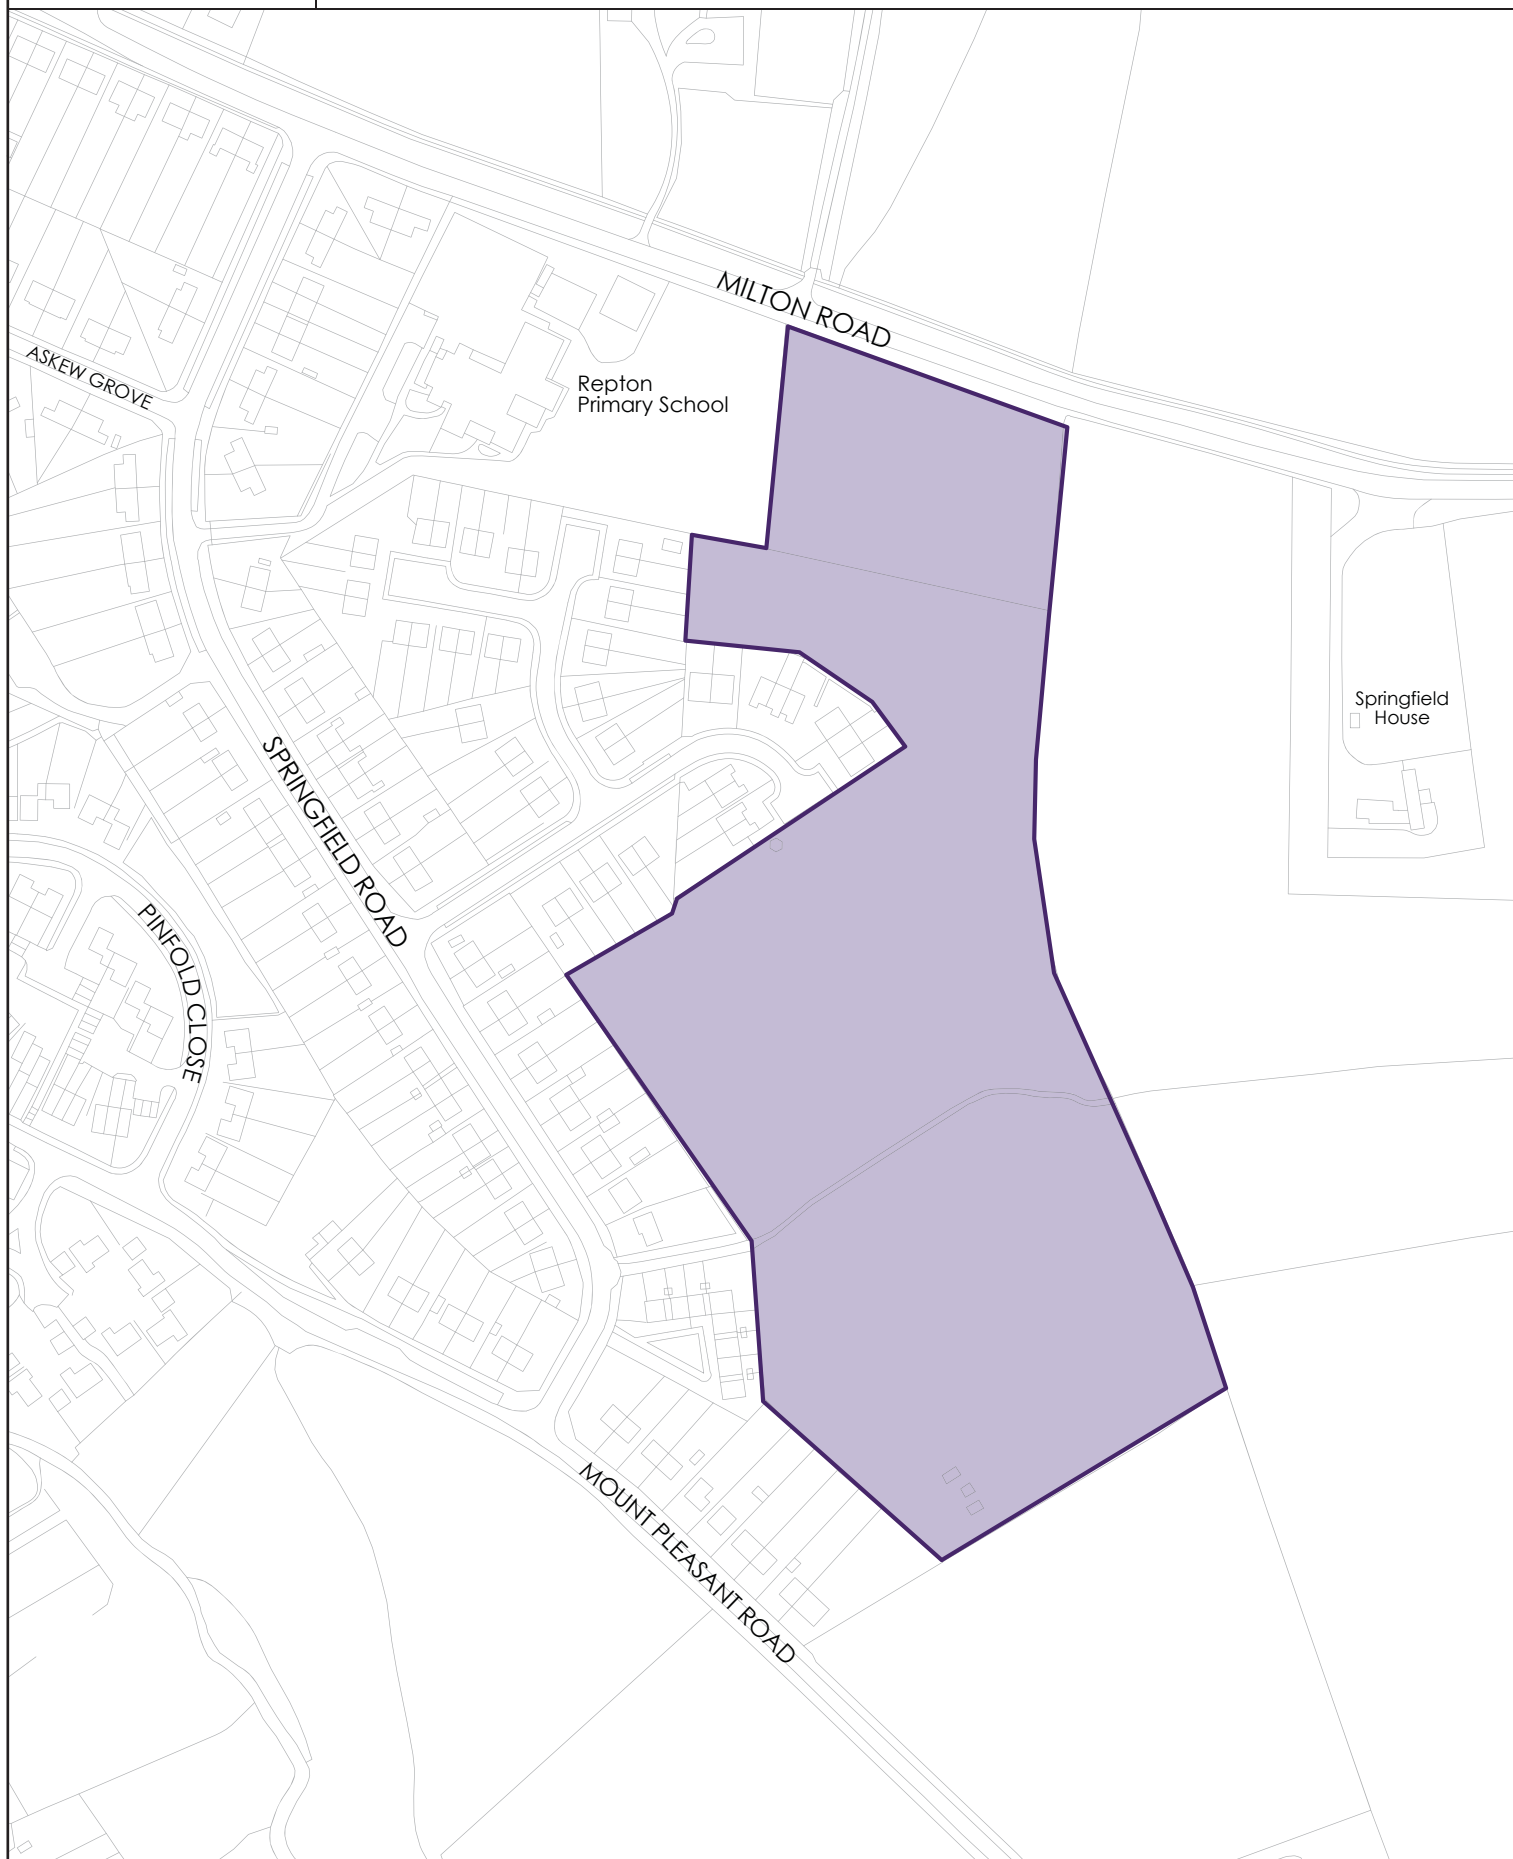 MILTON ROAD
ASKEW GROVE
Repton
Primary School
Springfield
House
SPRINGFIELD ROAD
PINFOLD CLOSE
MOUNT PLEASANT ROAD